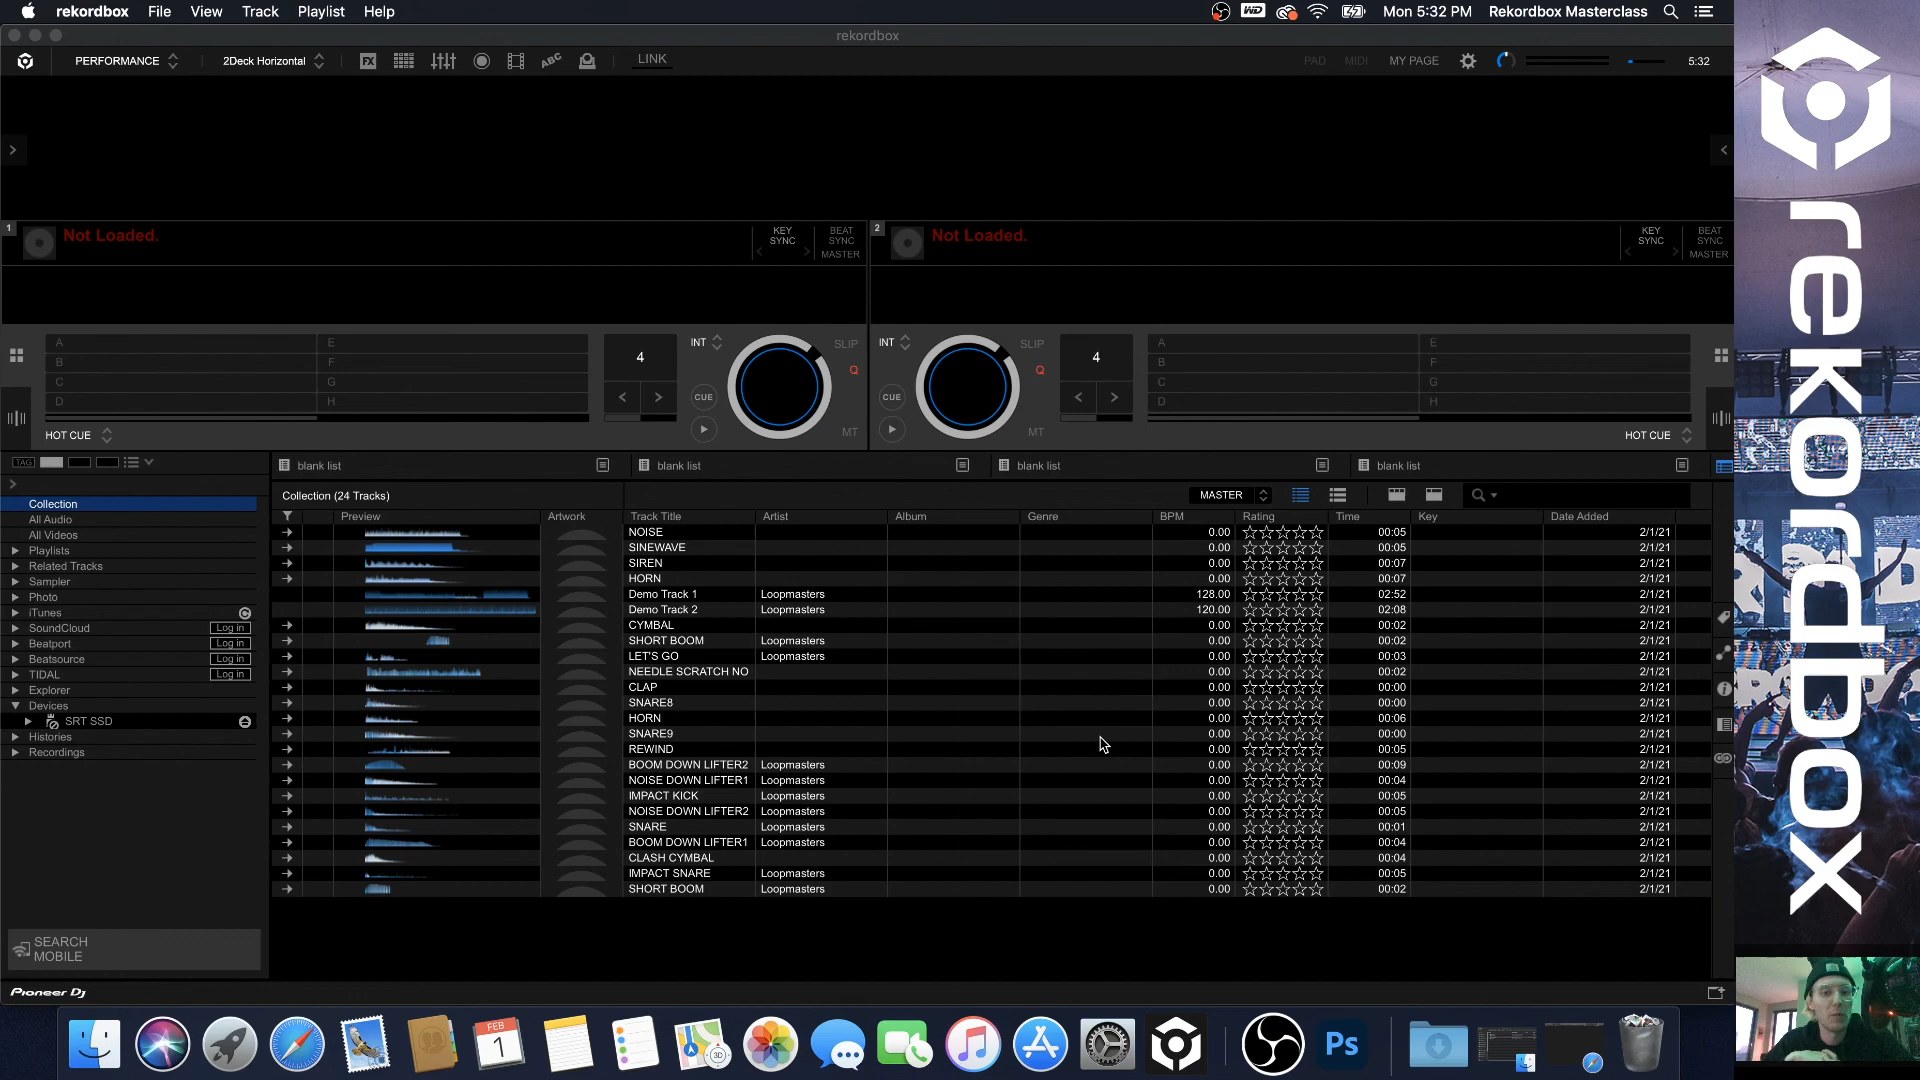 rekordbox File View Track Playlist Help
Mon 5:32 PM Rekordbox Masterclass
rekordbox
PERFORMANCE 2Deck Horizontal FX ABC LINK PAD MIDI MY PAGE 5:32
1 Not Loaded. KEY SYNC BEAT SYNC MASTER
2 Not Loaded. KEY SYNC BEAT SYNC MASTER
A E
B F
C G
D H
HOT CUE
4 INT CUE SLIP Q MT
INT CUE SLIP Q MT 4
A E
B F
C G
D H
HOT CUE
TAG
blank list blank list blank list blank list
Collection
All Audio
All Videos
Playlists
Related Tracks
Sampler
Photo
iTunes
SoundCloud Log in
Beatport Log in
Beatsource Log in
TIDAL Log in
Explorer
Devices
SRT SSD
Histories
Recordings
SEARCH
MOBILE
Collection (24 Tracks) MASTER
Preview Artwork Track Title Artist Album Genre BPM Rating Time Key Date Added
NOISE 0.00 00:05 2/1/21
SINEWAVE 0.00 00:05 2/1/21
SIREN 0.00 00:07 2/1/21
HORN 0.00 00:07 2/1/21
Demo Track 1 Loopmasters 128.00 02:52 2/1/21
Demo Track 2 Loopmasters 120.00 02:08 2/1/21
CYMBAL 0.00 00:02 2/1/21
SHORT BOOM Loopmasters 0.00 00:02 2/1/21
LET'S GO Loopmasters 0.00 00:03 2/1/21
NEEDLE SCRATCH NO 0.00 00:02 2/1/21
CLAP 0.00 00:00 2/1/21
SNARE8 0.00 00:00 2/1/21
HORN 0.00 00:06 2/1/21
SNARE9 0.00 00:00 2/1/21
REWIND 0.00 00:05 2/1/21
BOOM DOWN LIFTER2 Loopmasters 0.00 00:09 2/1/21
NOISE DOWN LIFTER1 Loopmasters 0.00 00:04 2/1/21
IMPACT KICK Loopmasters 0.00 00:05 2/1/21
NOISE DOWN LIFTER2 Loopmasters 0.00 00:05 2/1/21
SNARE Loopmasters 0.00 00:01 2/1/21
BOOM DOWN LIFTER1 Loopmasters 0.00 00:04 2/1/21
CLASH CYMBAL 0.00 00:04 2/1/21
IMPACT SNARE Loopmasters 0.00 00:05 2/1/21
SHORT BOOM Loopmasters 0.00 00:02 2/1/21
Pioneer Dj
FEB
1
3D
Ps
rekordbox